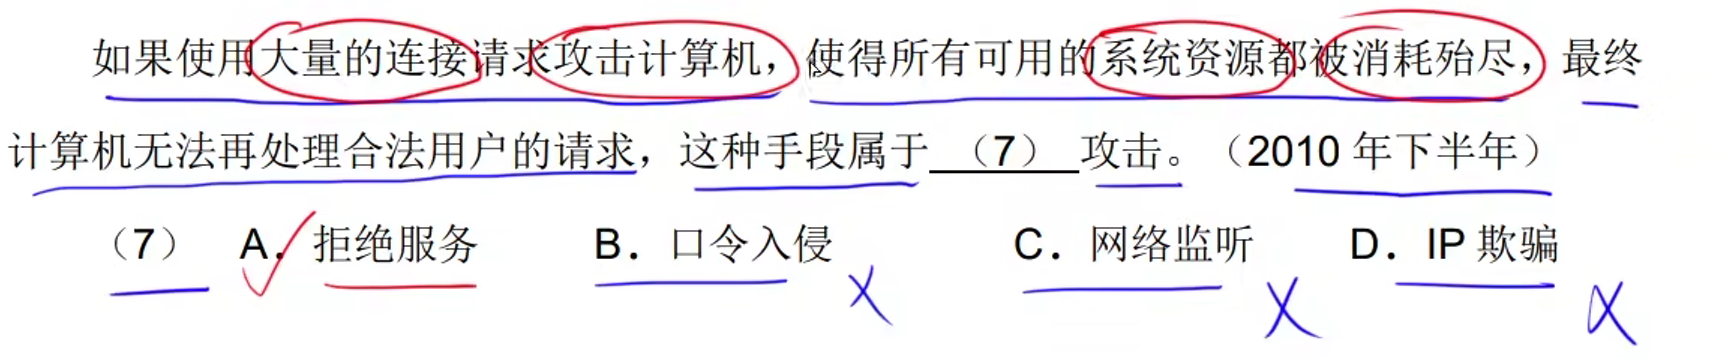 如果使用大量的连接请求攻击计算机，使得所有可用的系统资源都被消耗殆尽，最终
计算机无法再处理合法用户的请求，这种手段属于（7）攻击。（2010 年下半年）
（7） A．拒绝服务 B．口令入侵 C．网络监听 D．IP 欺骗